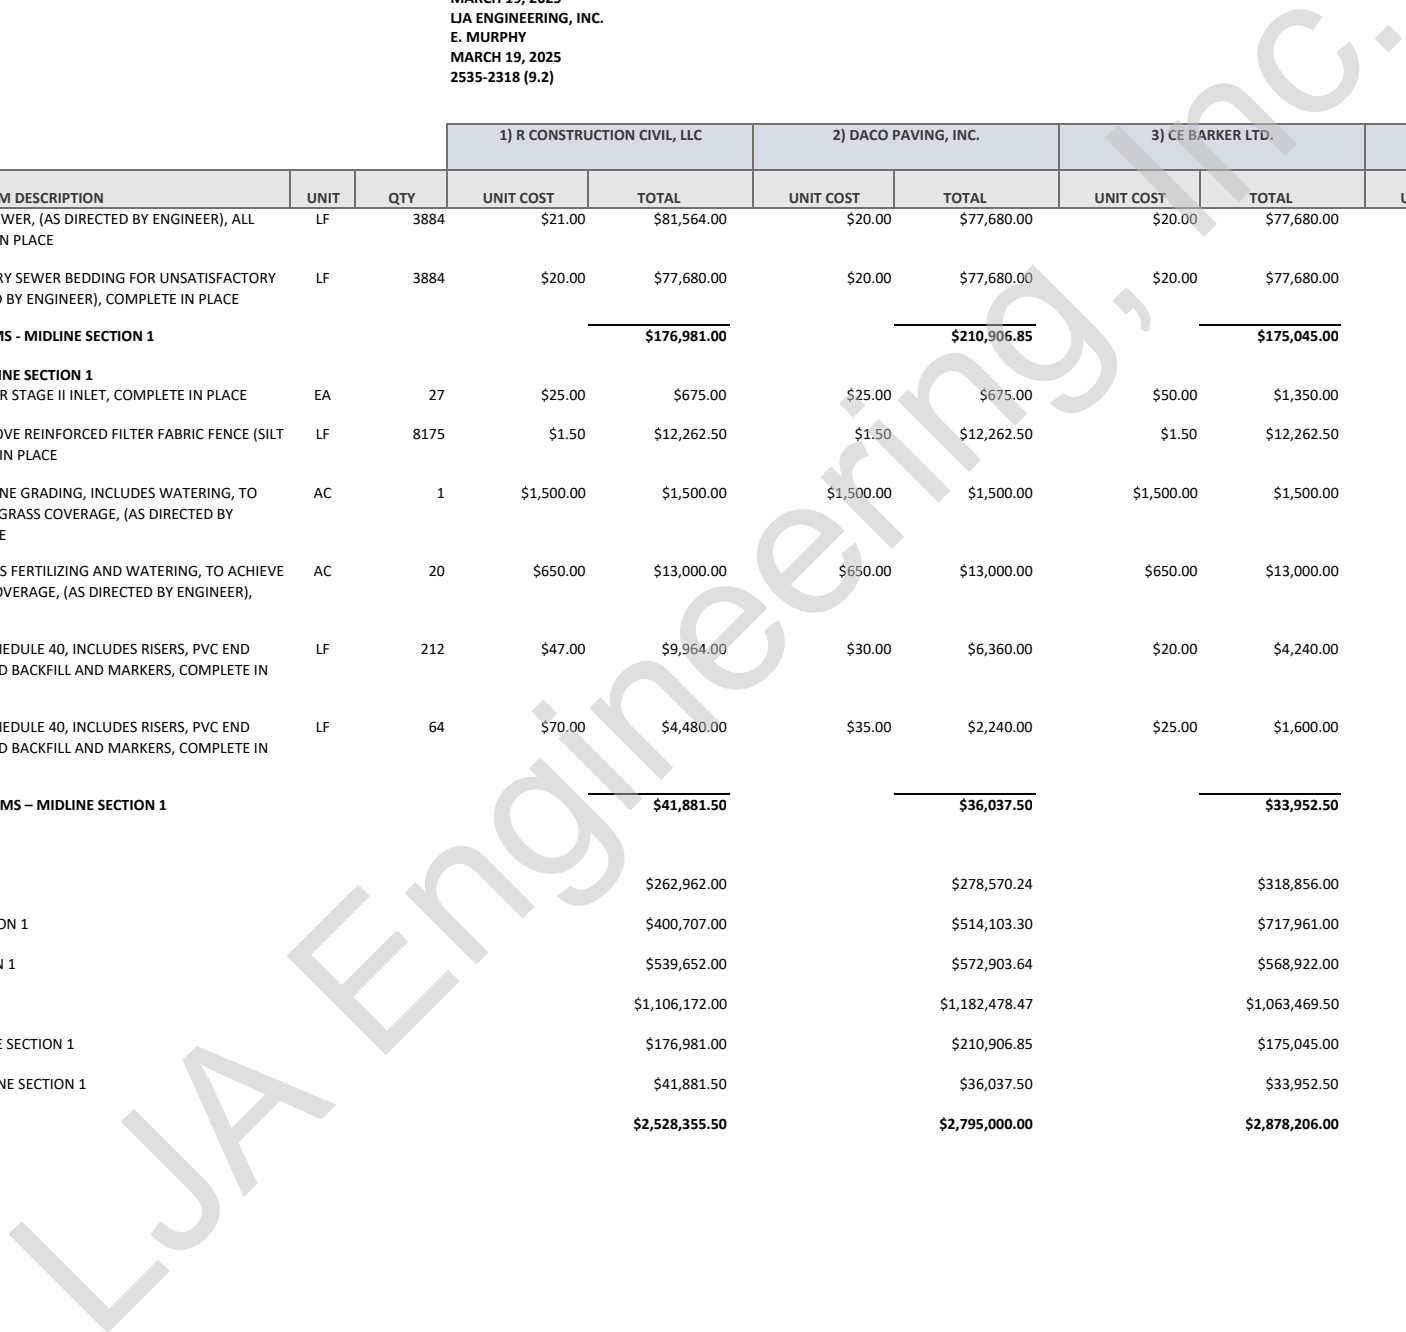 MARCH 19, 2025
LJA ENGINEERING, INC.
E. MURPHY
MARCH 19, 2025
2535-2318 (9.2)
1) R CONSTRUCTION CIVIL, LLC 2) DACO PAVING, INC. 3) CE BARKER LTD.
M DESCRIPTION UNIT QTY UNIT COST TOTAL UNIT COST TOTAL UNIT COST TOTAL U
WER, (AS DIRECTED BY ENGINEER), ALL LF 3884 $21.00 $81,564.00 $20.00 $77,680.00 $20.00 $77,680.00
N PLACE
RY SEWER BEDDING FOR UNSATISFACTORY LF 3884 $20.00 $77,680.00 $20.00 $77,680.00 $20.00 $77,680.00
D BY ENGINEER), COMPLETE IN PLACE
MS - MIDLINE SECTION 1 $176,981.00 $210,906.85 $175,045.00
INE SECTION 1
R STAGE II INLET, COMPLETE IN PLACE EA 27 $25.00 $675.00 $25.00 $675.00 $50.00 $1,350.00
OVE REINFORCED FILTER FABRIC FENCE (SILT LF 8175 $1.50 $12,262.50 $1.50 $12,262.50 $1.50 $12,262.50
IN PLACE
NE GRADING, INCLUDES WATERING, TO AC 1 $1,500.00 $1,500.00 $1,500.00 $1,500.00 $1,500.00 $1,500.00
GRASS COVERAGE, (AS DIRECTED BY
E
S FERTILIZING AND WATERING, TO ACHIEVE AC 20 $650.00 $13,000.00 $650.00 $13,000.00 $650.00 $13,000.00
OVERAGE, (AS DIRECTED BY ENGINEER),
HEDULE 40, INCLUDES RISERS, PVC END LF 212 $47.00 $9,964.00 $30.00 $6,360.00 $20.00 $4,240.00
D BACKFILL AND MARKERS, COMPLETE IN
HEDULE 40, INCLUDES RISERS, PVC END LF 64 $70.00 $4,480.00 $35.00 $2,240.00 $25.00 $1,600.00
D BACKFILL AND MARKERS, COMPLETE IN
MS – MIDLINE SECTION 1 $41,881.50 $36,037.50 $33,952.50
$262,962.00 $278,570.24 $318,856.00
ON 1 $400,707.00 $514,103.30 $717,961.00
N 1 $539,652.00 $572,903.64 $568,922.00
$1,106,172.00 $1,182,478.47 $1,063,469.50
E SECTION 1 $176,981.00 $210,906.85 $175,045.00
NE SECTION 1 $41,881.50 $36,037.50 $33,952.50
$2,528,355.50 $2,795,000.00 $2,878,206.00
LJA Engineering, Inc.